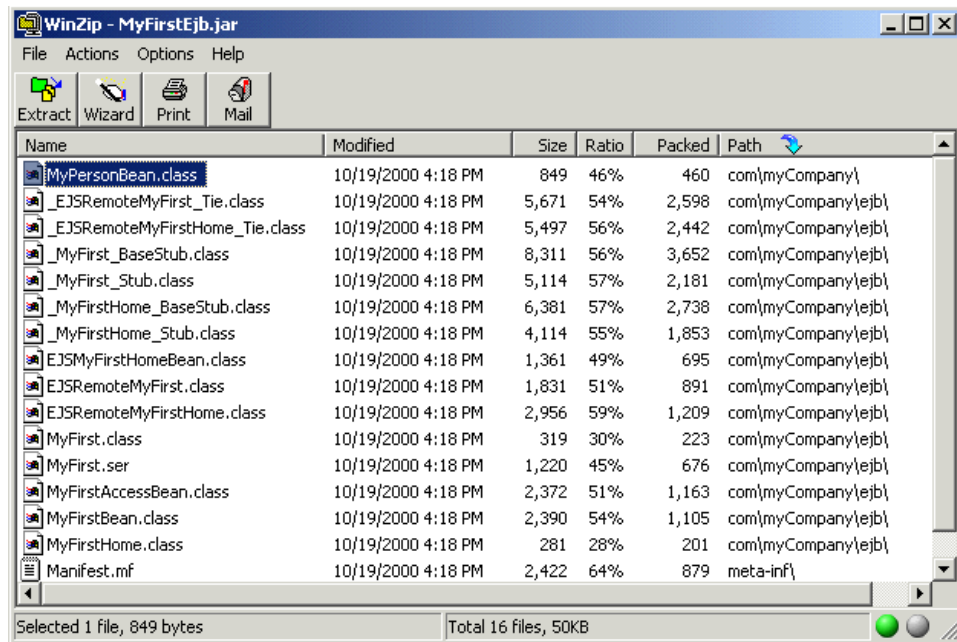 WinZip - MyFirstEjb.jar
File Actions Options Help
Extract Wizard Print Mail
Name Modified Size Ratio Packed Path
MyPersonBean.class 10/19/2000 4:18 PM 849 46% 460 com\myCompany\
_EJSRemoteMyFirst_Tie.class 10/19/2000 4:18 PM 5,671 54% 2,598 com\myCompany\ejb\
_EJSRemoteMyFirstHome_Tie.class 10/19/2000 4:18 PM 5,497 56% 2,442 com\myCompany\ejb\
_MyFirst_BaseStub.class 10/19/2000 4:18 PM 8,311 56% 3,652 com\myCompany\ejb\
_MyFirst_Stub.class 10/19/2000 4:18 PM 5,114 57% 2,181 com\myCompany\ejb\
_MyFirstHome_BaseStub.class 10/19/2000 4:18 PM 6,381 57% 2,738 com\myCompany\ejb\
_MyFirstHome_Stub.class 10/19/2000 4:18 PM 4,114 55% 1,853 com\myCompany\ejb\
EJSMyFirstHomeBean.class 10/19/2000 4:18 PM 1,361 49% 695 com\myCompany\ejb\
EJSRemoteMyFirst.class 10/19/2000 4:18 PM 1,831 51% 891 com\myCompany\ejb\
EJSRemoteMyFirstHome.class 10/19/2000 4:18 PM 2,956 59% 1,209 com\myCompany\ejb\
MyFirst.class 10/19/2000 4:18 PM 319 30% 223 com\myCompany\ejb\
MyFirst.ser 10/19/2000 4:18 PM 1,220 45% 676 com\myCompany\ejb\
MyFirstAccessBean.class 10/19/2000 4:18 PM 2,372 51% 1,163 com\myCompany\ejb\
MyFirstBean.class 10/19/2000 4:18 PM 2,390 54% 1,105 com\myCompany\ejb\
MyFirstHome.class 10/19/2000 4:18 PM 281 28% 201 com\myCompany\ejb\
Manifest.mf 10/19/2000 4:18 PM 2,422 64% 879 meta-inf\
Selected 1 file, 849 bytes Total 16 files, 50KB